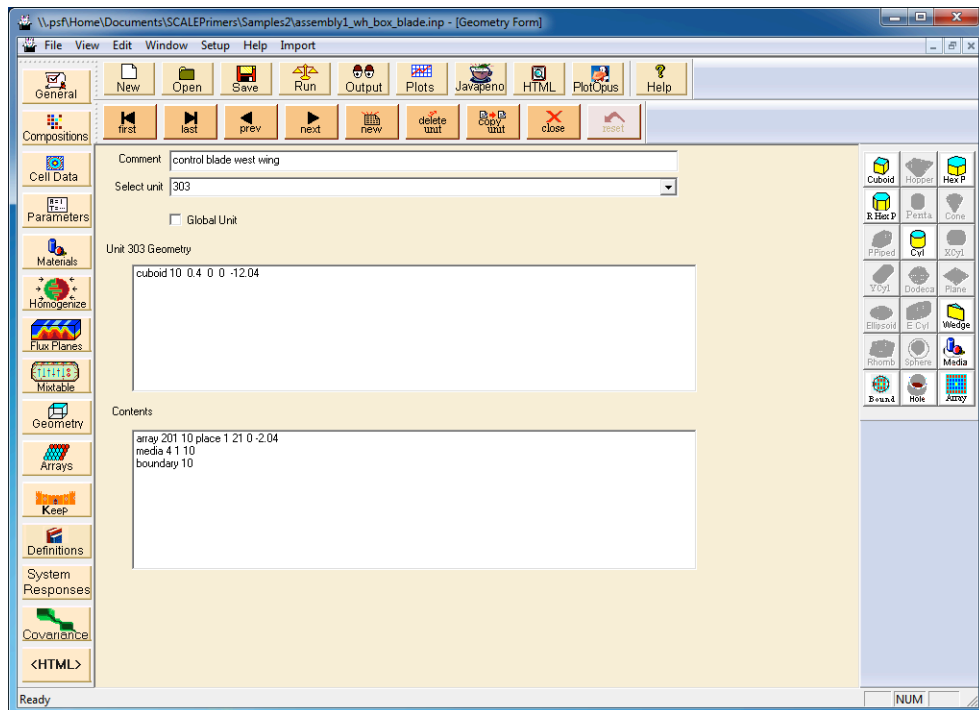 \\.psf\Home\Documents\SCALEPrimers\Samples2\assembly1_wh_box_blade.inp - [Geometry Form]
File View Edit Window Setup Help Import
General
New Open Save Run Output Plots Javapeno HTML PlotOpus Help
Compositions
first last prev next new delete unit copy unit close reset
Cell Data
Parameters
Materials
Homogenize
Flux Planes
Mixtable
Geometry
Arrays
Keep
Definitions
System
Responses
Covariance
<HTML>
Comment control blade west wing
Select unit 303
Global Unit
Unit 303 Geometry
cuboid 10 0.4 0 0 -12.04
Contents
array 201 10 place 1 21 0 -2.04
media 4 1 10
boundary 10
Cuboid Hopper Hex P
R Hex P Penta Cone
PPiped Cyl XCyl
YCyl Dodeca Plane
Ellipsoid E Cyl Wedge
Rhomb Sphere Media
Bound Hole Array
Ready
NUM